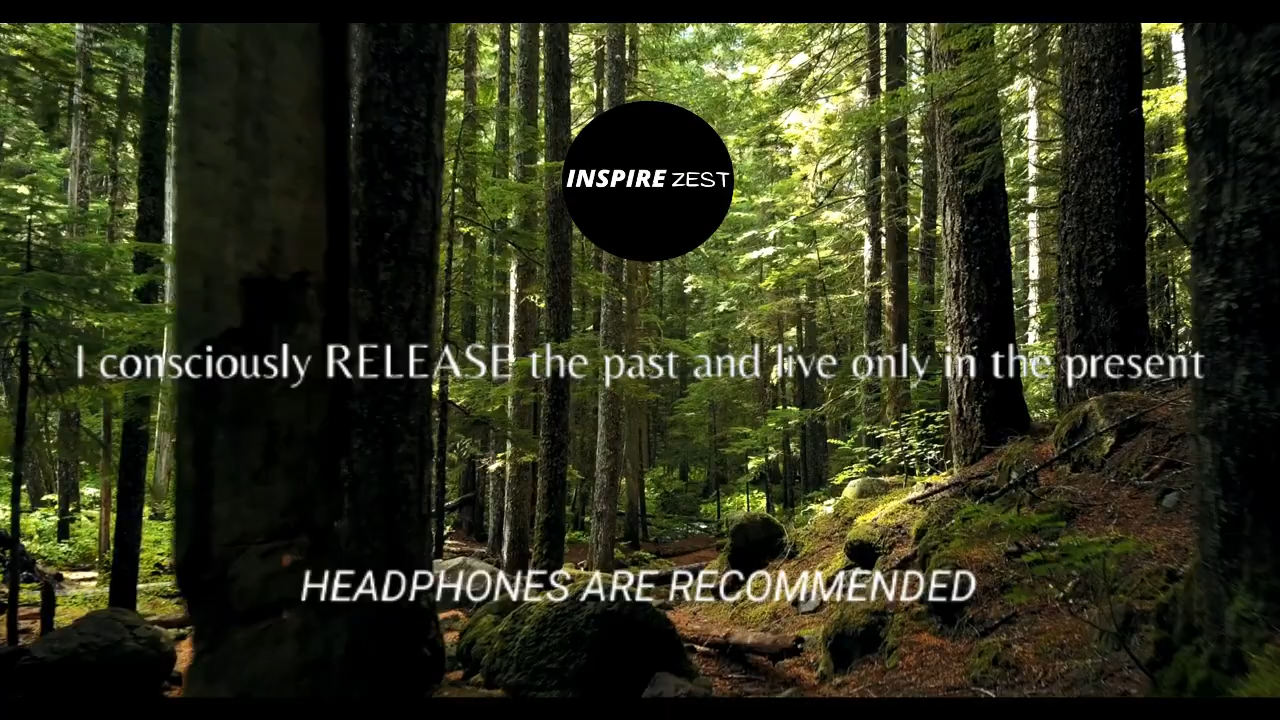 INSPIRE ZEST
I consciously RELEASE the past and live only in the present
HEADPHONES ARE RECOMMENDED